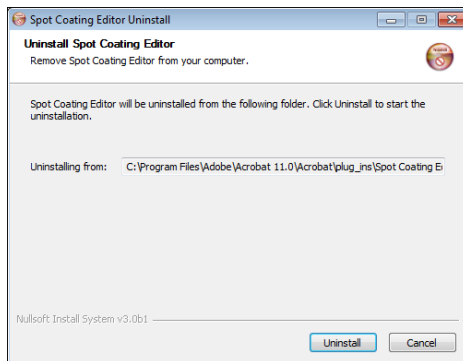 Spot Coating Editor Uninstall
Uninstall Spot Coating Editor
Remove Spot Coating Editor from your computer.
Spot Coating Editor will be uninstalled from the following folder. Click Uninstall to start the
uninstallation.
Uninstalling from: C:\Program Files\Adobe\Acrobat 11.0\Acrobat\plug_ins\Spot Coating E
Nullsoft Install System v3.0b1
Uninstall Cancel